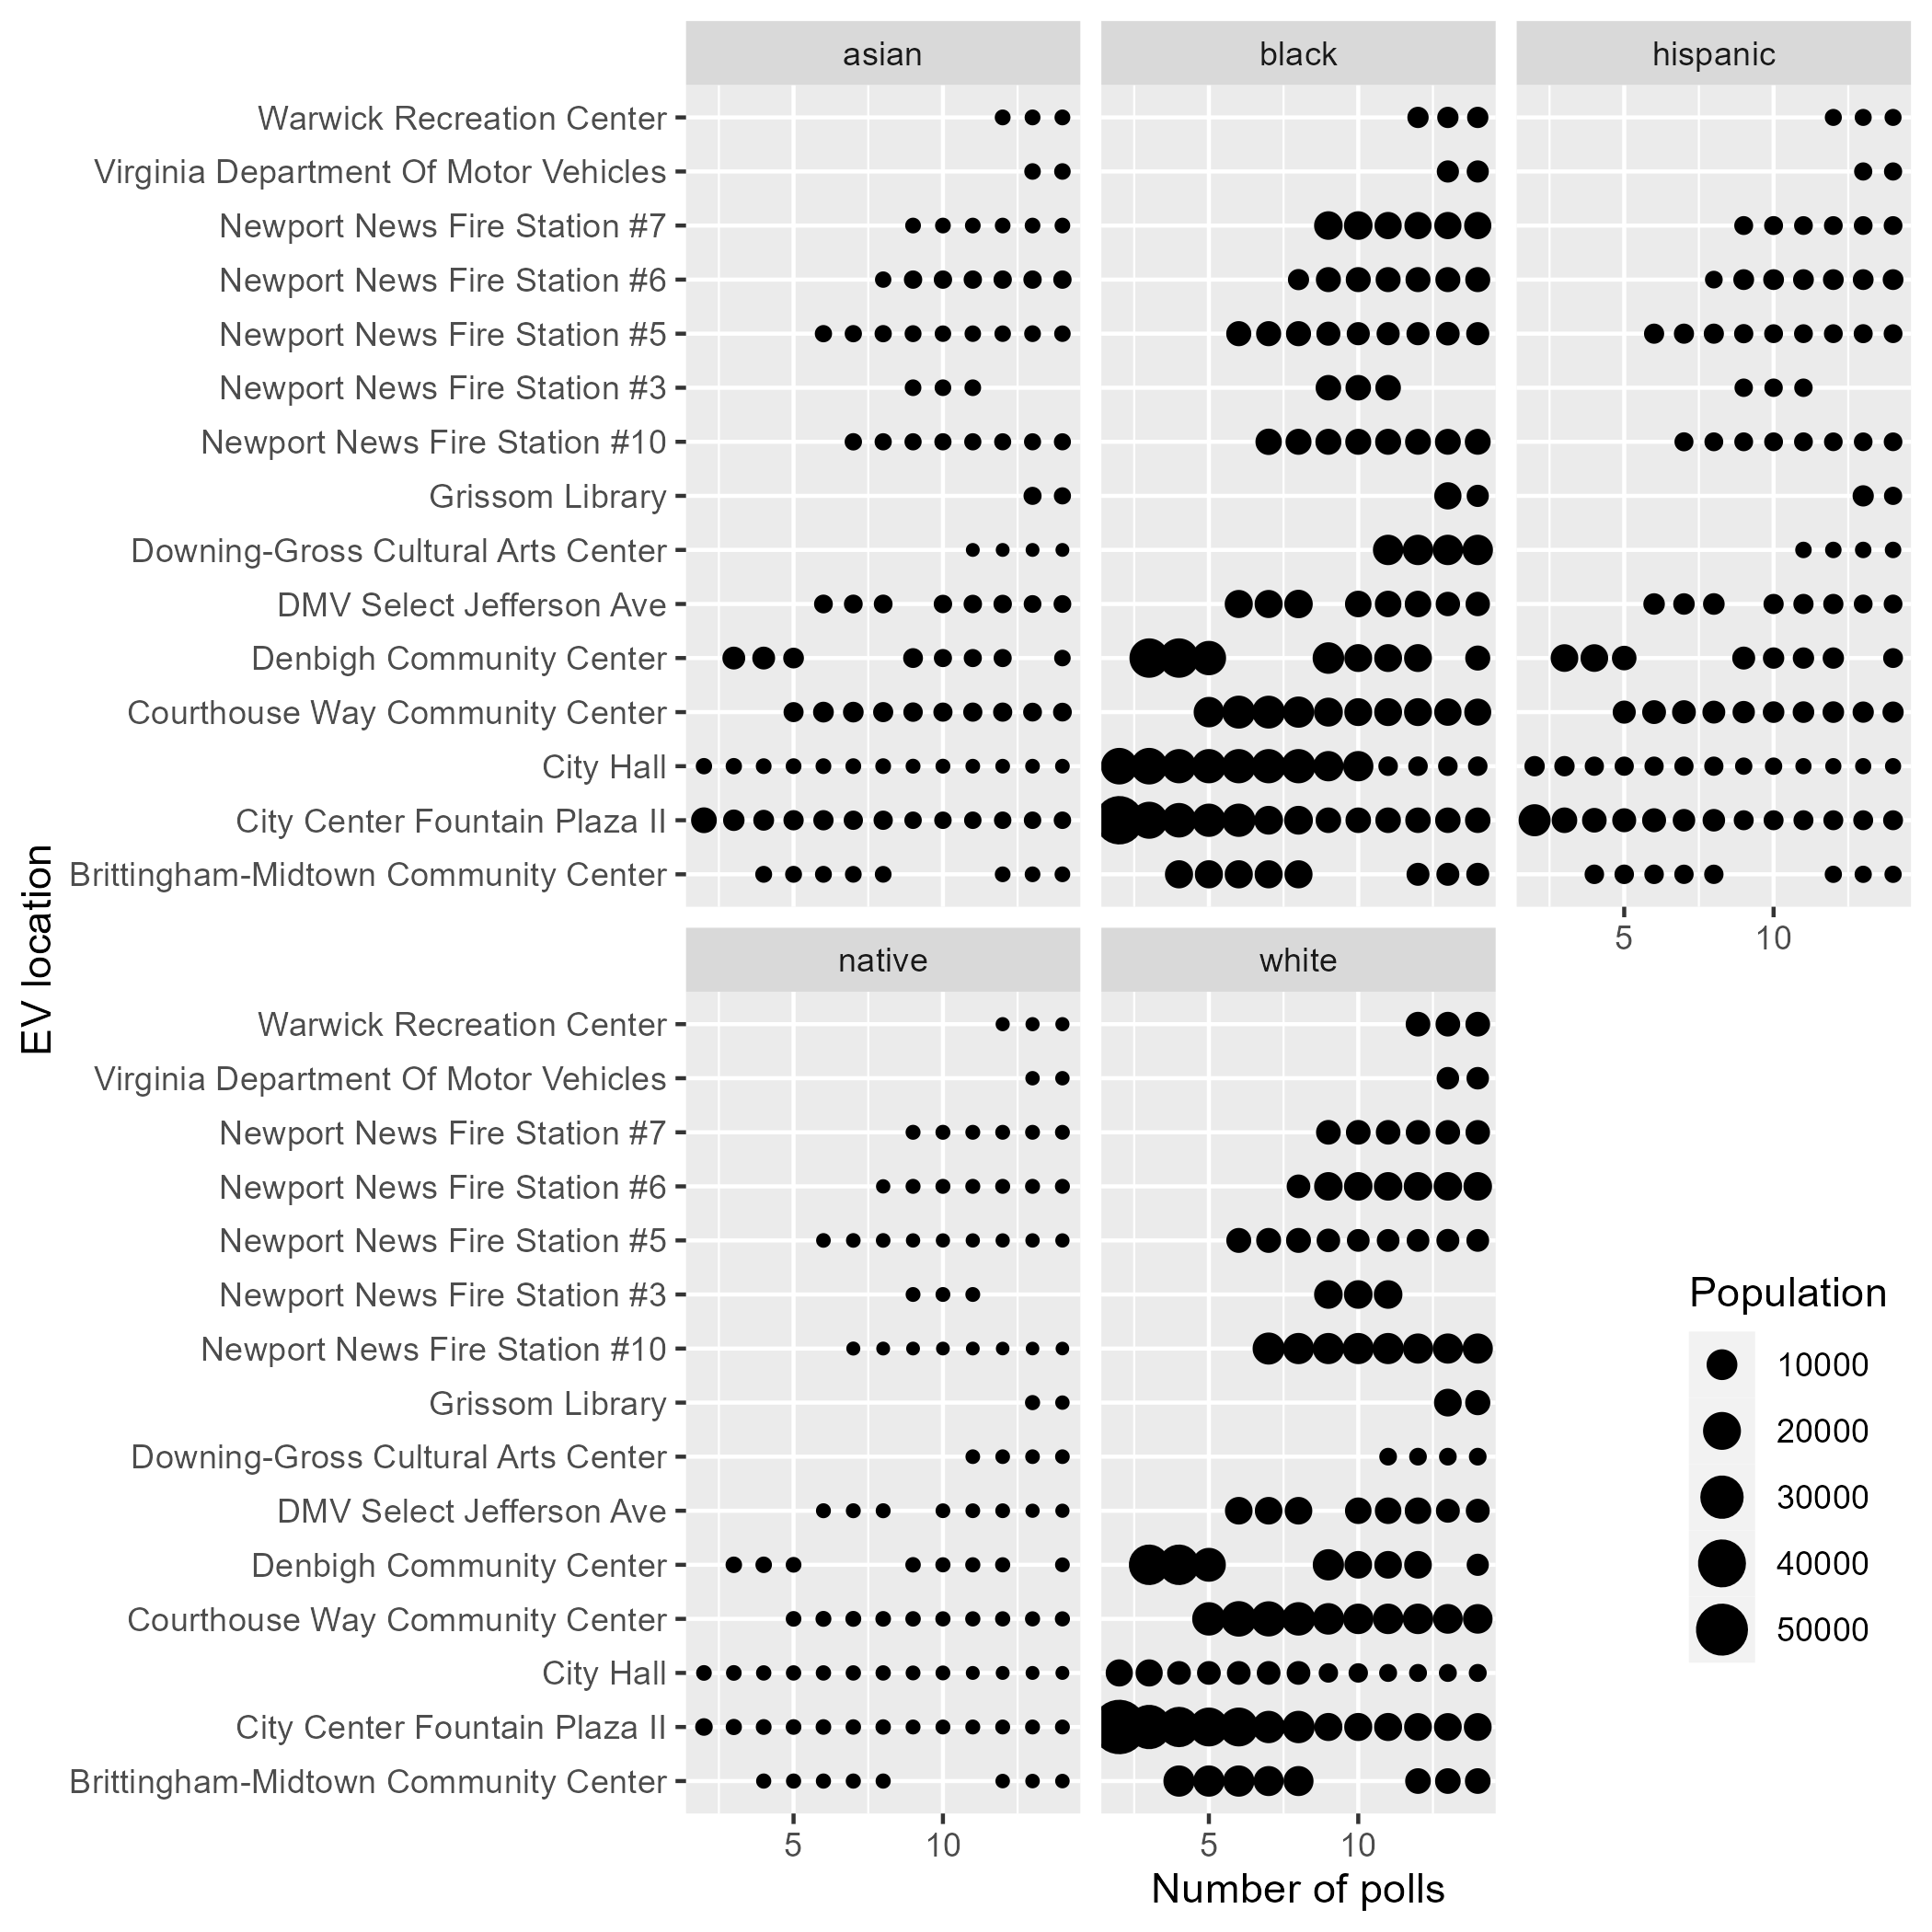 asian black hispanic
Warwick Recreation Center
Virginia Department Of Motor Vehicles
Newport News Fire Station #7
Newport News Fire Station #6
Newport News Fire Station #5
Newport News Fire Station #3
Newport News Fire Station #10
Grissom Library
Downing-Gross Cultural Arts Center
DMV Select Jefferson Ave
Denbigh Community Center
Courthouse Way Community Center
City Hall
City Center Fountain Plaza II
Brittingham-Midtown Community Center
5 10
EV location
native white
Warwick Recreation Center
Virginia Department Of Motor Vehicles
Newport News Fire Station #7
Newport News Fire Station #6
Newport News Fire Station #5
Newport News Fire Station #3
Newport News Fire Station #10
Grissom Library
Downing-Gross Cultural Arts Center
DMV Select Jefferson Ave
Denbigh Community Center
Courthouse Way Community Center
City Hall
City Center Fountain Plaza II
Brittingham-Midtown Community Center
5 10 5 10
Number of polls
Population
10000
20000
30000
40000
50000